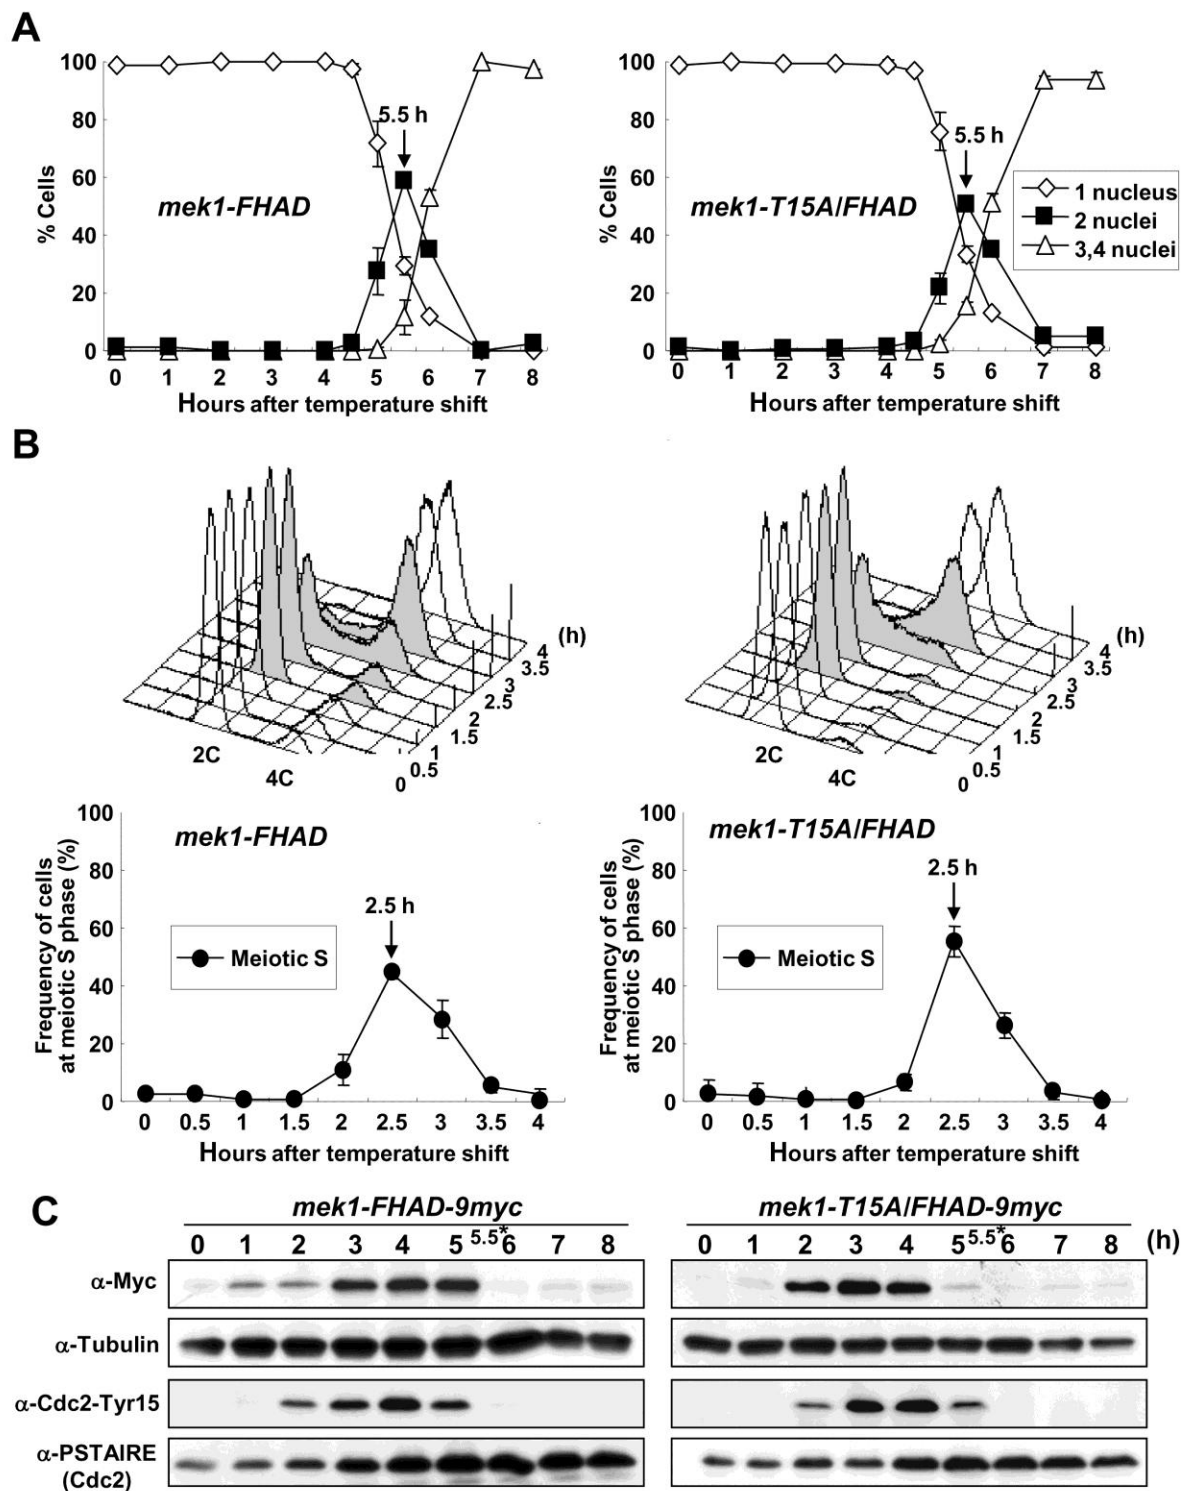 A
100
80
60
40
20
0
% Cells
5.5 h
mek1-FHAD
0 1 2 3 4 5 6 7 8
Hours after temperature shift
100
80
60
40
20
0
% Cells
5.5 h
mek1-T15A/FHAD
0 1 2 3 4 5 6 7 8
Hours after temperature shift
1 nucleus
2 nuclei
3,4 nuclei
B
2C
4C
0 0.5 1 1.5 2 2.5 3 3.5 4
(h)
2C
4C
0 0.5 1 1.5 2 2.5 3 3.5 4
(h)
100
80
60
40
20
0
Frequency of cells
at meiotic S phase (%)
mek1-FHAD
2.5 h
Meiotic S
0 0.5 1 1.5 2 2.5 3 3.5 4
Hours after temperature shift
100
80
60
40
20
0
Frequency of cells
at meiotic S phase (%)
mek1-T15A/FHAD
2.5 h
Meiotic S
0 0.5 1 1.5 2 2.5 3 3.5 4
Hours after temperature shift
C
mek1-FHAD-9myc
0 1 2 3 4 5 5.5* 6 7 8
mek1-T15A/FHAD-9myc
0 1 2 3 4 5 5.5* 6 7 8 (h)
α-Myc
α-Tubulin
α-Cdc2-Tyr15
α-PSTAIRE
(Cdc2)